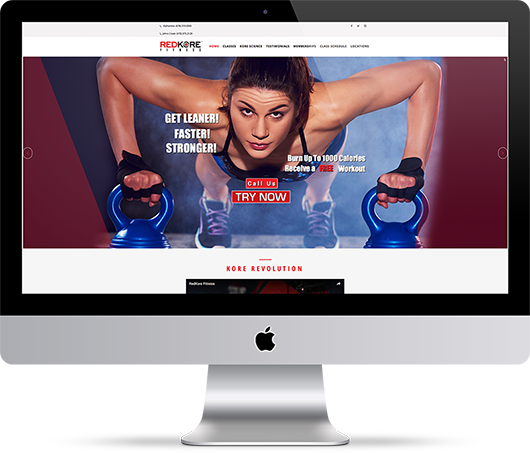 REDKORE
FITNESS
HOME CLASSES KORE SCIENCE TESTIMONIALS MEMBERSHIPS CLASS SCHEDULE LOCATIONS
GET LEANER!
FASTER!
STRONGER!
Burn Up To 1000 Calories
Receive a FREE Workout
Call Us
TRY NOW
KORE REVOLUTION
RedKore Fitness